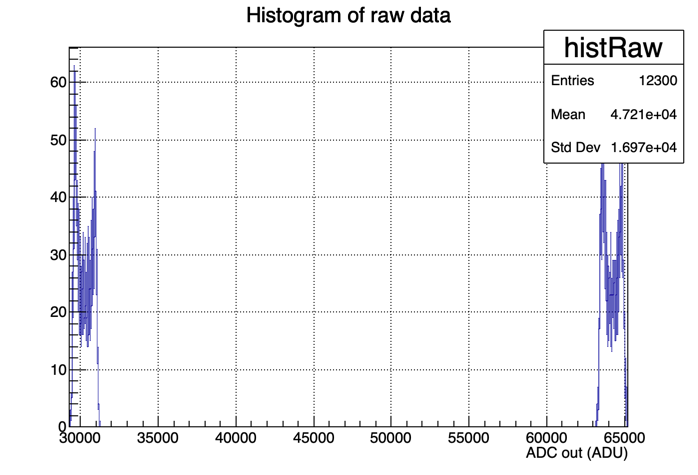 Histogram of raw data
histRaw
Entries 12300
Mean 4.721e+04
Std Dev 1.697e+04
60
50
40
30
20
10
0
30000 35000 40000 45000 50000 55000 60000 65000
ADC out (ADU)